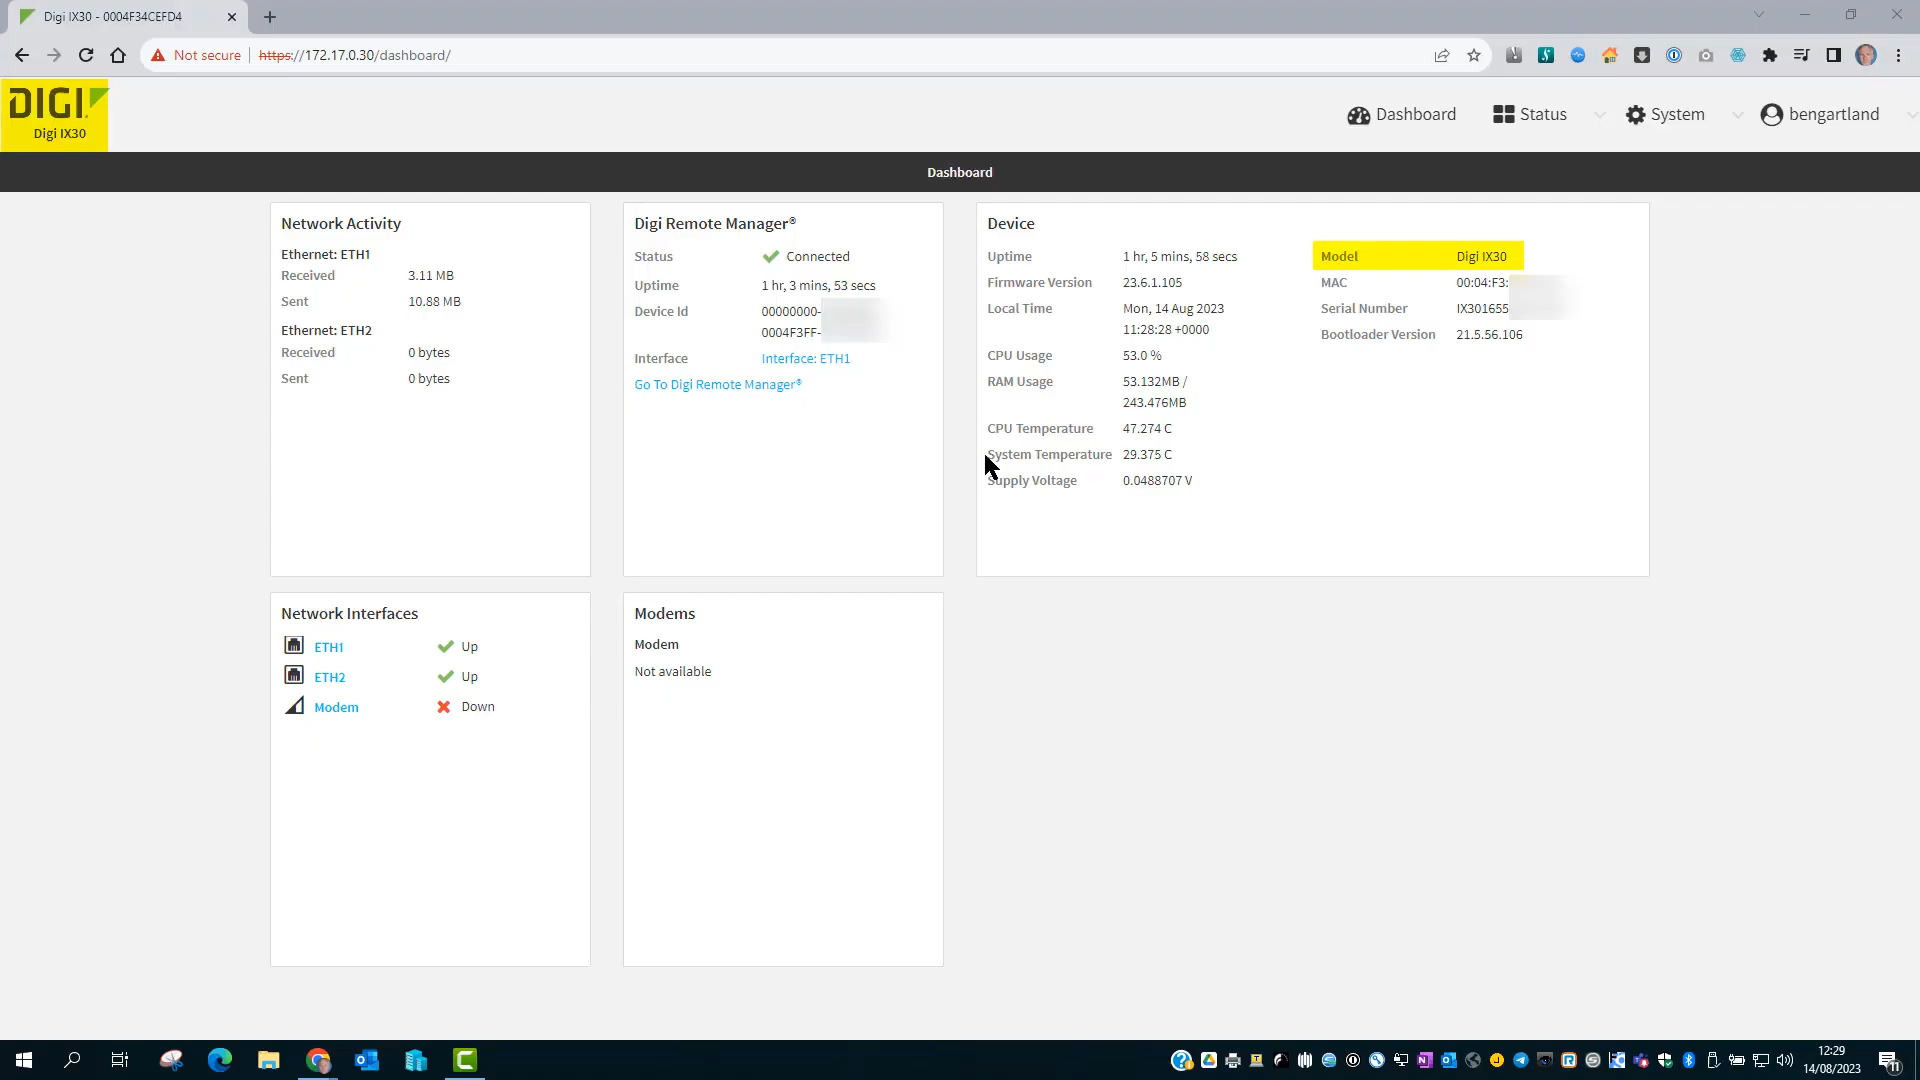 Digi IX30 - 0004F34CEFD4
Not secure
https://172.17.0.30/dashboard/
DIGI
Digi IX30
Dashboard
Status
System
bengartland
Dashboard
Network Activity
Ethernet: ETH1
Received 3.11 MB
Sent 10.88 MB
Ethernet: ETH2
Received 0 bytes
Sent 0 bytes
Digi Remote Manager®
Status Connected
Uptime 1 hr, 3 mins, 53 secs
Device Id 00000000-
0004F3FF-
Interface Interface: ETH1
Go To Digi Remote Manager®
Device
Uptime 1 hr, 5 mins, 58 secs
Firmware Version 23.6.1.105
Local Time Mon, 14 Aug 2023
11:28:28 +0000
CPU Usage 53.0 %
RAM Usage 53.132MB /
243.476MB
CPU Temperature 47.274 C
System Temperature 29.375 C
Supply Voltage 0.0488707 V
Model Digi IX30
MAC 00:04:F3:
Serial Number IX301655
Bootloader Version 21.5.56.106
Network Interfaces
ETH1 Up
ETH2 Up
Modem Down
Modems
Modem
Not available
12:29
14/08/2023
11